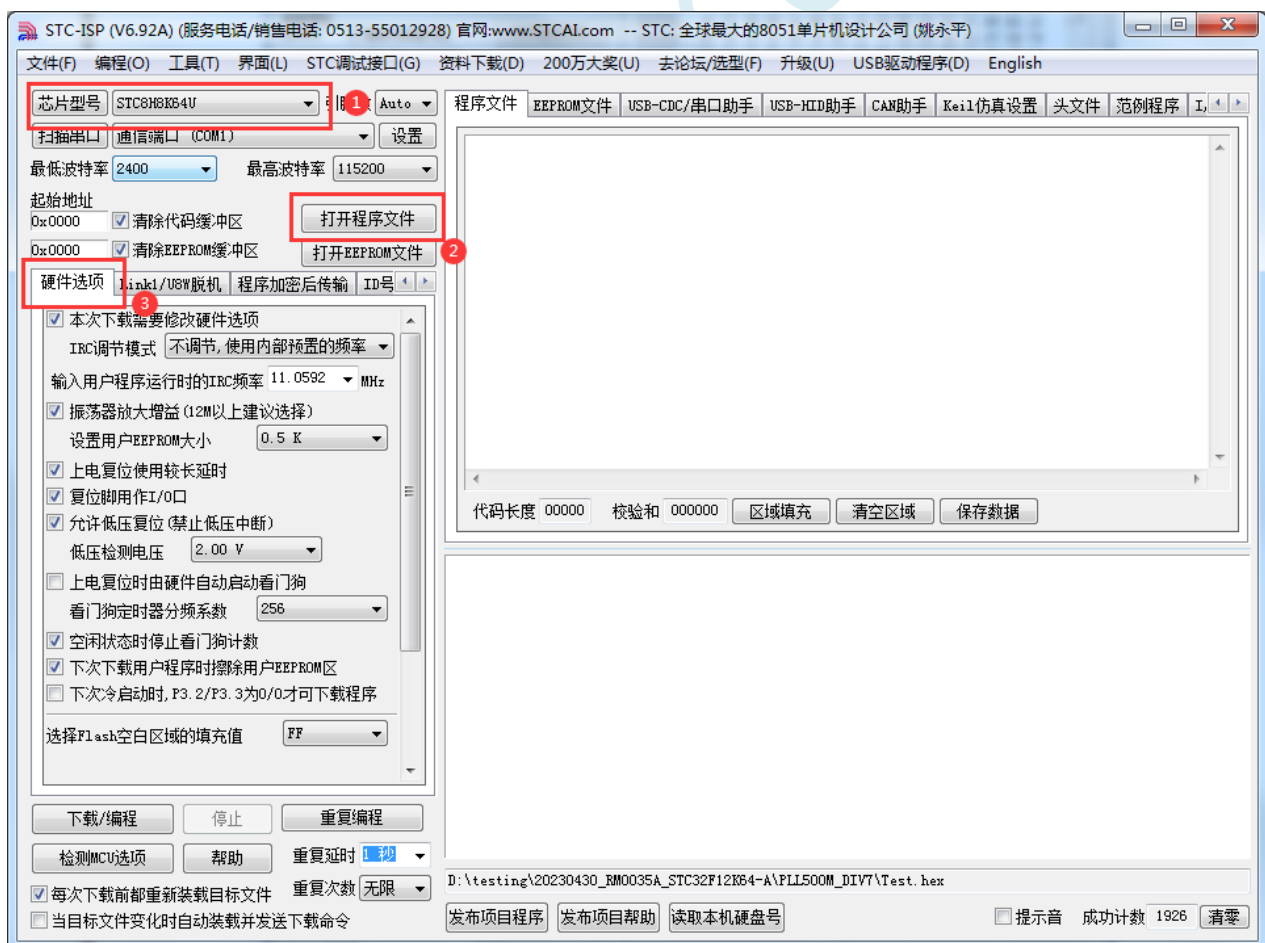 STC-ISP (V6.92A) (服务电话/销售电话: 0513-55012928) 官网:www.STCAI.com -- STC: 全球最大的8051单片机设计公司 (姚永平)
文件(F) 编程(O) 工具(T) 界面(L) STC调试接口(G) 资料下载(D) 200万大奖(U) 去论坛/选型(F) 升级(U) USB驱动程序(D) English
芯片型号 STC8H8K64U 1 Auto
扫描串口 通信端口 (COM1) 设置
最低波特率 2400 最高波特率 115200
起始地址
0x0000 清除代码缓冲区 打开程序文件
0x0000 清除EEPROM缓冲区 打开EEPROM文件 2
硬件选项 Link1/U8W脱机 程序加密后传输 ID号
3
本次下载需要修改硬件选项
IRC调节模式 不调节,使用内部预置的频率
输入用户程序运行时的IRC频率 11.0592 MHz
振荡器放大增益(12M以上建议选择)
设置用户EEPROM大小 0.5 K
上电复位使用较长延时
复位脚用作I/O口
允许低压复位(禁止低压中断)
低压检测电压 2.00 V
上电复位时由硬件自动启动看门狗
看门狗定时器分频系数 256
空闲状态时停止看门狗计数
下次下载用户程序时擦除用户EEPROM区
下次冷启动时,P3.2/P3.3为0/0才可下载程序
选择Flash空白区域的填充值 FF
下载/编程 停止 重复编程
检测MCU选项 帮助 重复延时 1 秒
每次下载前都重新装载目标文件 重复次数 无限
当目标文件变化时自动装载并发送下载命令
程序文件 EEPROM文件 USB-CDC/串口助手 USB-HID助手 CAN助手 Keil仿真设置 头文件 范例程序 I,
代码长度 00000 校验和 000000 区域填充 清空区域 保存数据
D:\testing\20230430_RM0035A_STC32F12K64-A\PLL500M_DIV7\Test.hex
发布项目程序 发布项目帮助 读取本机硬盘号 提示音 成功计数 1926 清零